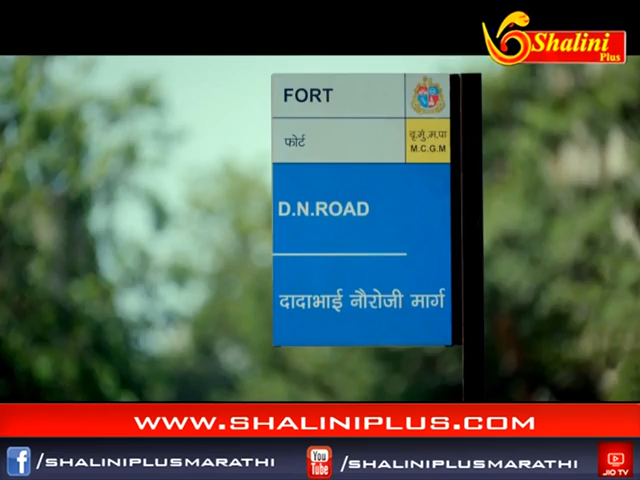 Shalini
Plus
FORT
फोर्ट
बृ.मुं.म.पा
M.C.G.M
D.N.ROAD
दादाभाई नौरोजी मार्ग
WWW.SHALINIPLUS.COM
f /SHALINIPLUSMARATHI
You Tube /SHALINIPLUSMARATHI
JIO TV